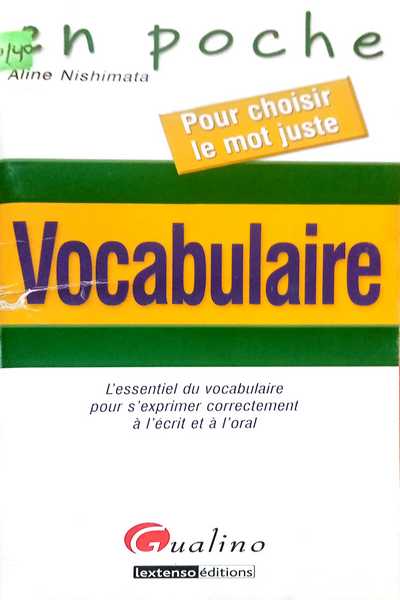 en poche
Aline Nishimata
Pour choisir
le mot juste
Vocabulaire
L'essentiel du vocabulaire
pour s'exprimer correctement
à l'écrit et à l'oral
Gualino
lextenso éditions